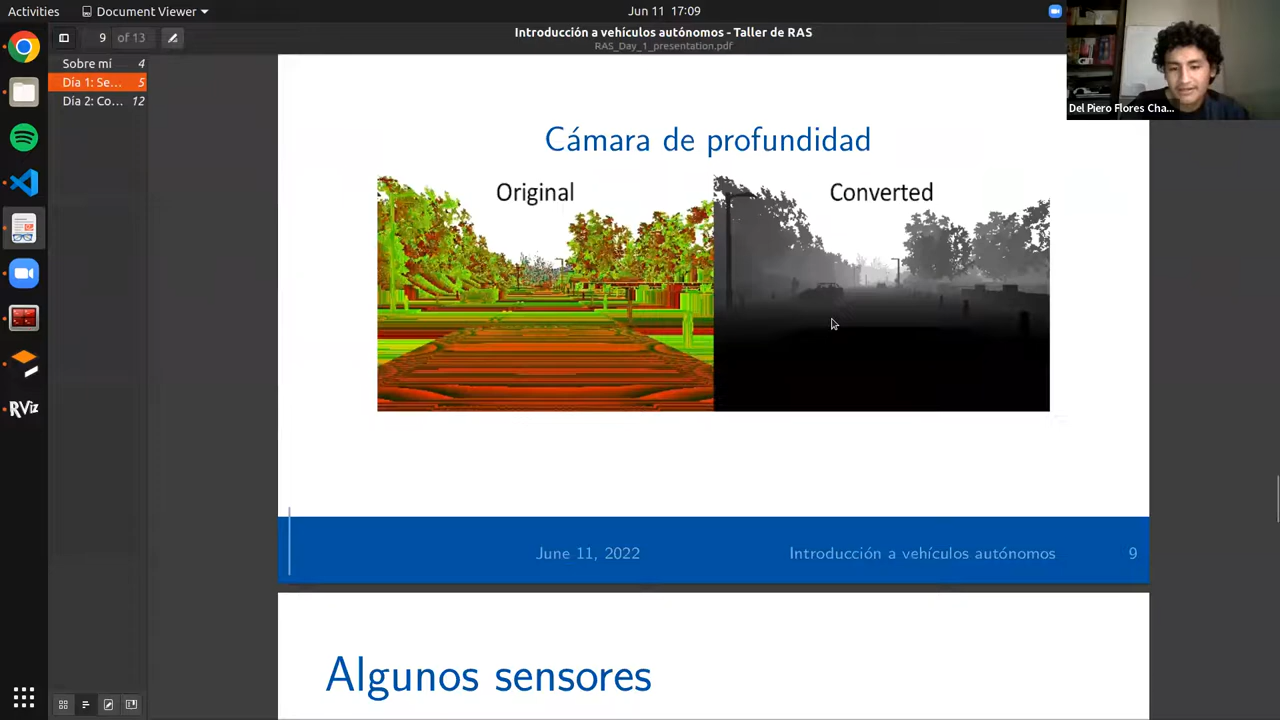 Activities
Document Viewer
Jun 11 17:09
9 of 13
Introducción a vehículos autónomos - Taller de RAS
RAS_Day_1_presentation.pdf
Sobre mí 4
Día 1: Se... 5
Día 2: Co... 12
Del Piero Flores Cha...
Cámara de profundidad
Original
Converted
RViz
June 11, 2022
Introducción a vehículos autónomos
9
Algunos sensores